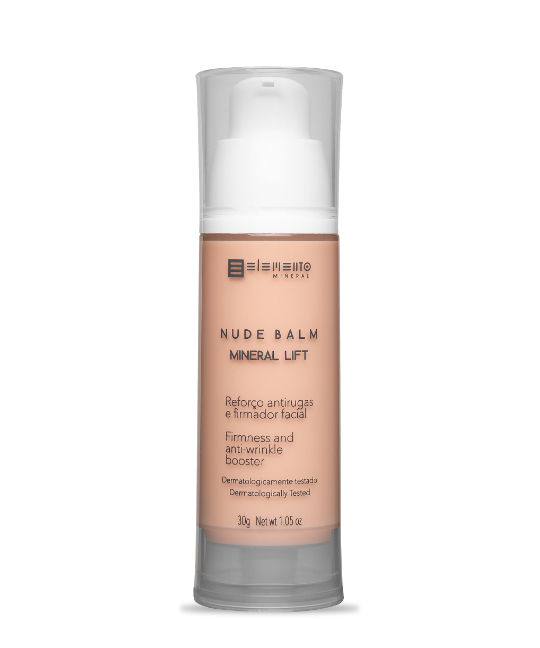 elemento
MINERAL
NUDE BALM
MINERAL LIFT
Reforço antirugas
e firmador facial
Firmness and
anti-wrinkle
booster
Dermatologicamente testado
Dermatologically Tested
30g Net wt 1.05 oz